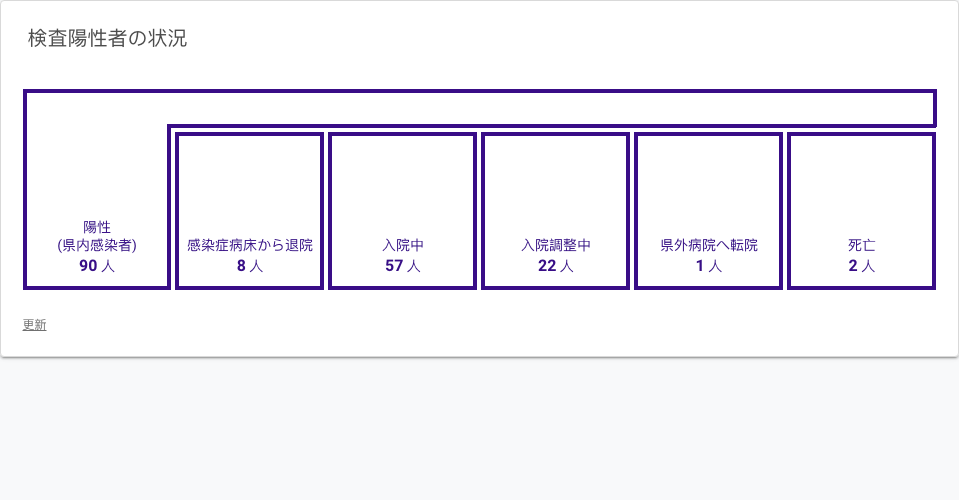 検査陽性者の状況
陽性
(県内感染者)
90 人
感染症病床から退院
8 人
入院中
57 人
入院調整中
22 人
県外病院へ転院
1 人
死亡
2 人
更新